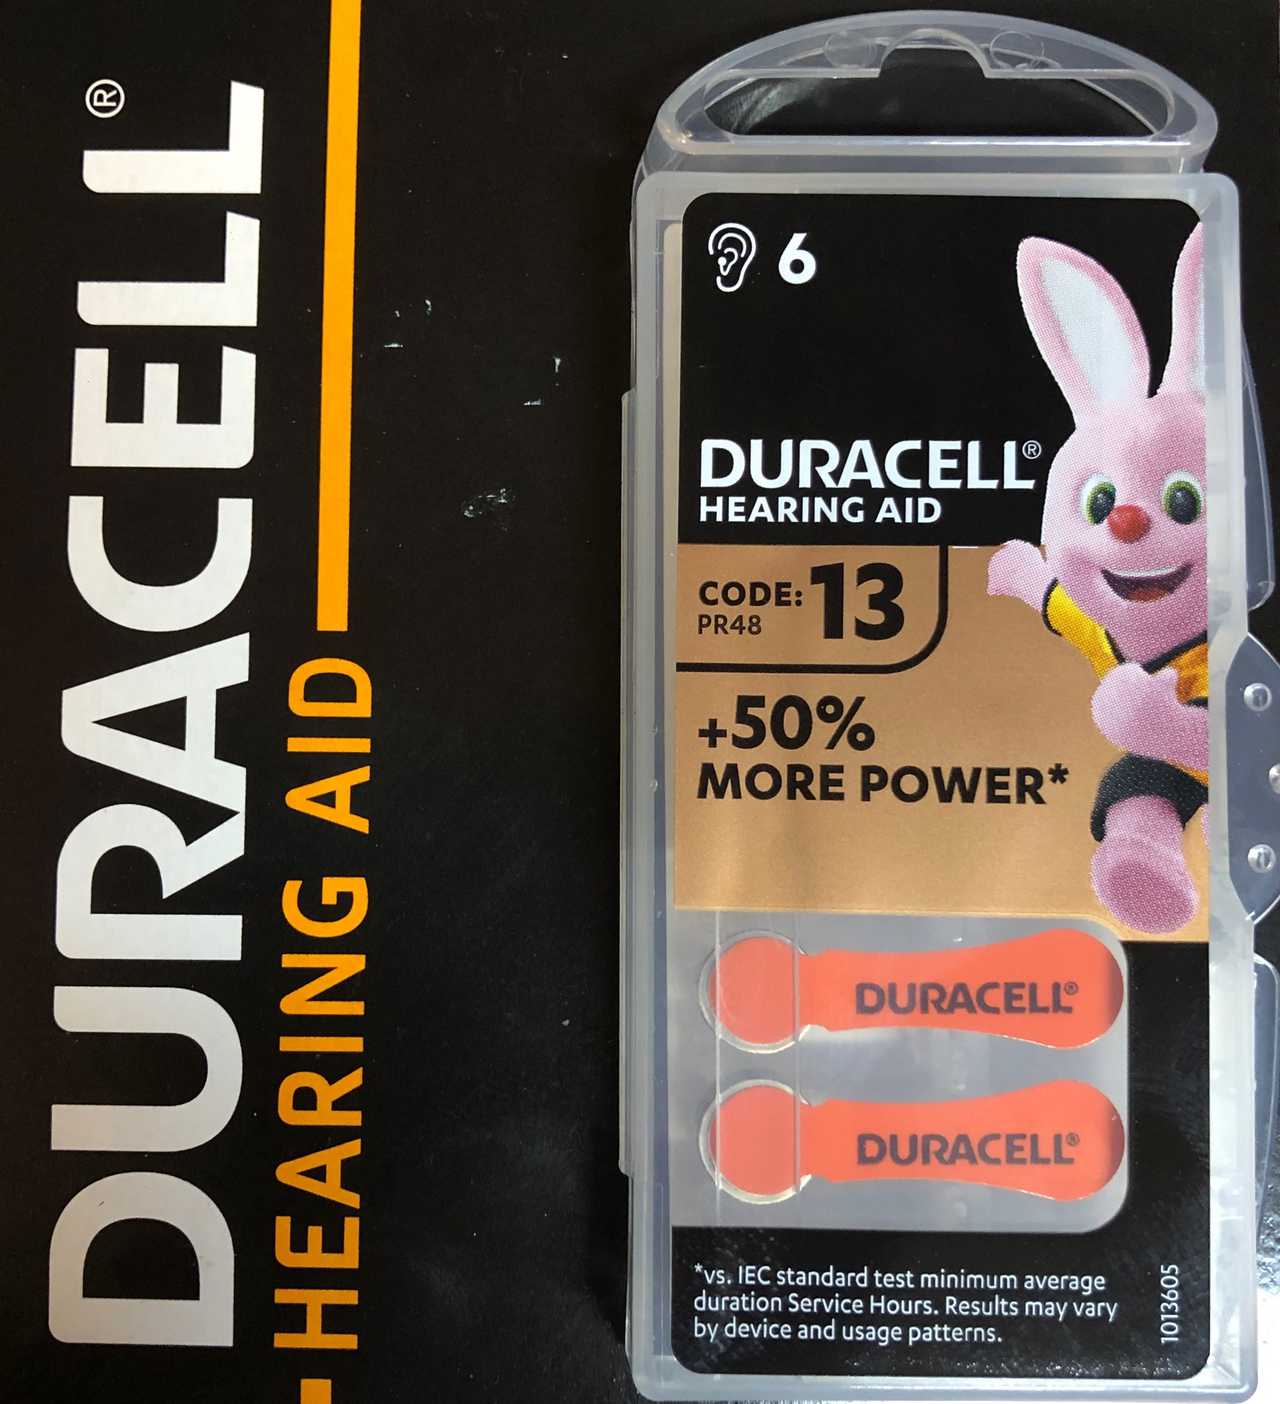 DURACELL®
HEARING AID
6
DURACELL®
HEARING AID
CODE: 13
PR48
+50%
MORE POWER*
DURACELL®
DURACELL®
*vs. IEC standard test minimum average
duration Service Hours. Results may vary
by device and usage patterns.
1013605